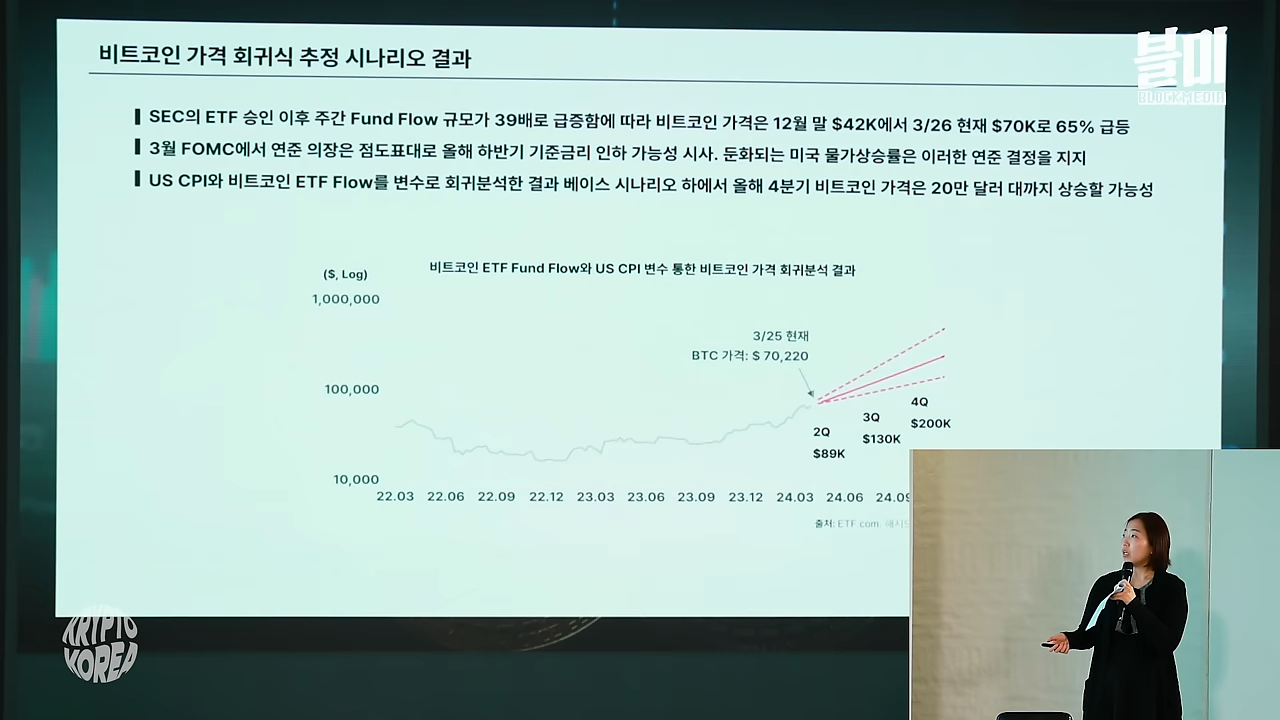 비트코인 가격 회귀식 추정 시나리오 결과
블미
BLOCKMEDIA
SEC의 ETF 승인 이후 주간 Fund Flow 규모가 39배로 급증함에 따라 비트코인 가격은 12월 말 $42K에서 3/26 현재 $70K로 65% 급등
3월 FOMC에서 연준 의장은 점도표대로 올해 하반기 기준금리 인하 가능성 시사. 둔화되는 미국 물가상승률은 이러한 연준 결정을 지지
US CPI와 비트코인 ETF Flow를 변수로 회귀분석한 결과 베이스 시나리오 하에서 올해 4분기 비트코인 가격은 20만 달러 대까지 상승할 가능성
비트코인 ETF Fund Flow와 US CPI 변수 통한 비트코인 가격 회귀분석 결과
($, Log)
1,000,000
100,000
10,000
3/25 현재
BTC 가격: $ 70,220
2Q
$89K
3Q
$130K
4Q
$200K
22.03 22.06 22.09 22.12 23.03 23.06 23.09 23.12 24.03 24.06 24.09
출처: ETF.com, 해시드
KRYPTO
KOREA